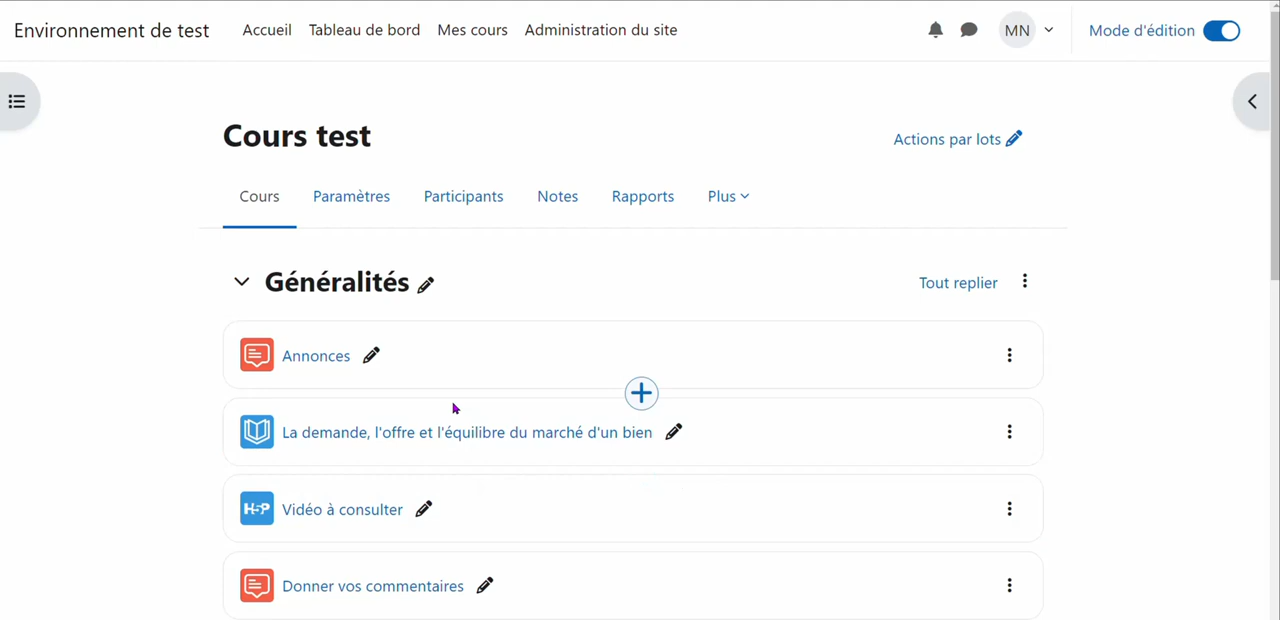 Environnement de test Accueil Tableau de bord Mes cours Administration du site MN Mode d'édition
Cours test
Actions par lots
Cours Paramètres Participants Notes Rapports Plus
Généralités Tout replier
Annonces
La demande, l'offre et l'équilibre du marché d'un bien
H5P Vidéo à consulter
Donner vos commentaires